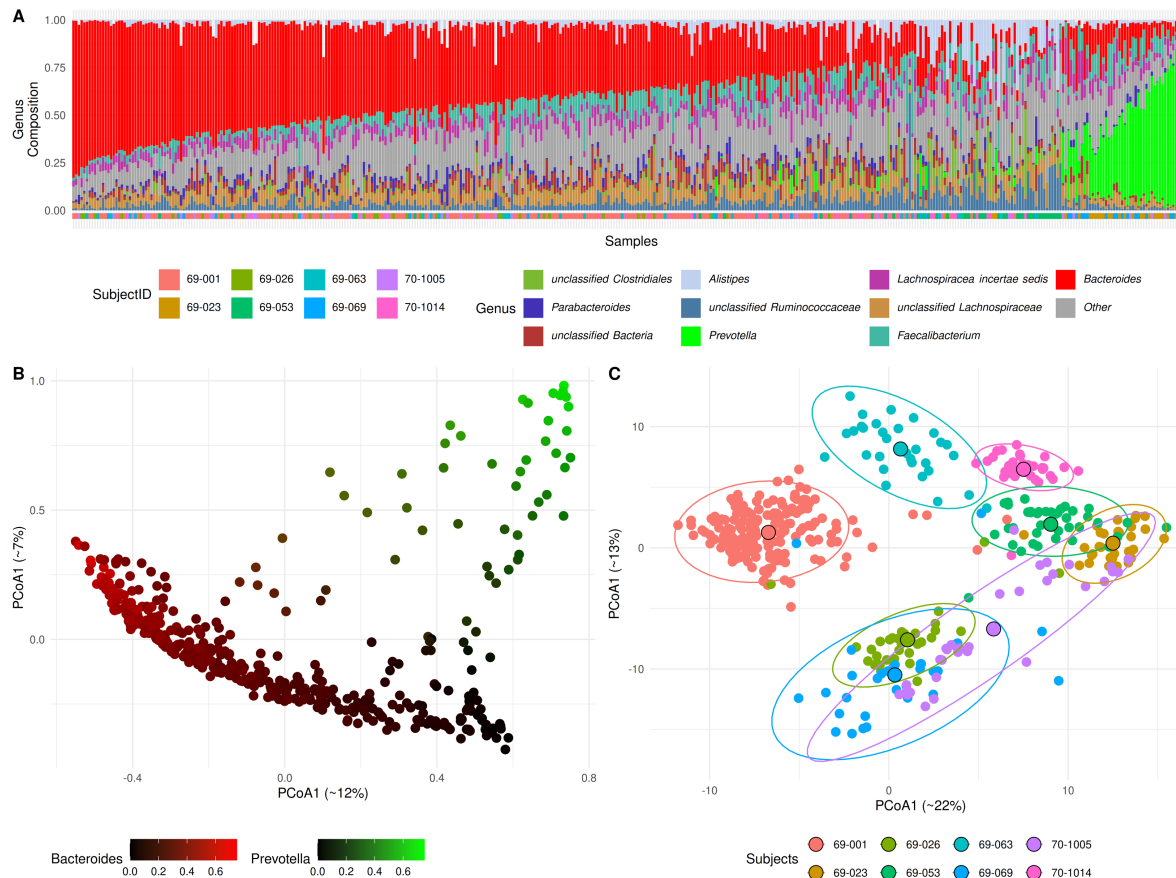 A
1.00
0.75
0.50
0.25
0.00
Genus
Composition
Samples
SubjectID
69-001
69-026
69-063
70-1005
69-023
69-053
69-069
70-1014
Genus
unclassified Clostridiales
Alistipes
Lachnospiracea incertae sedis
Bacteroides
Parabacteroides
unclassified Ruminococcaceae
unclassified Lachnospiraceae
Other
unclassified Bacteria
Prevotella
Faecalibacterium
B
1.0
0.5
0.0
PCoA1 (~7%)
-0.4
0.0
0.4
0.8
PCoA1 (~12%)
Bacteroides
0.0 0.2 0.4 0.6
Prevotella
0.0 0.2 0.4 0.6
C
10
0
-10
PCoA1 (~13%)
-10
0
10
PCoA1 (~22%)
Subjects
69-001
69-026
69-063
70-1005
69-023
69-053
69-069
70-1014